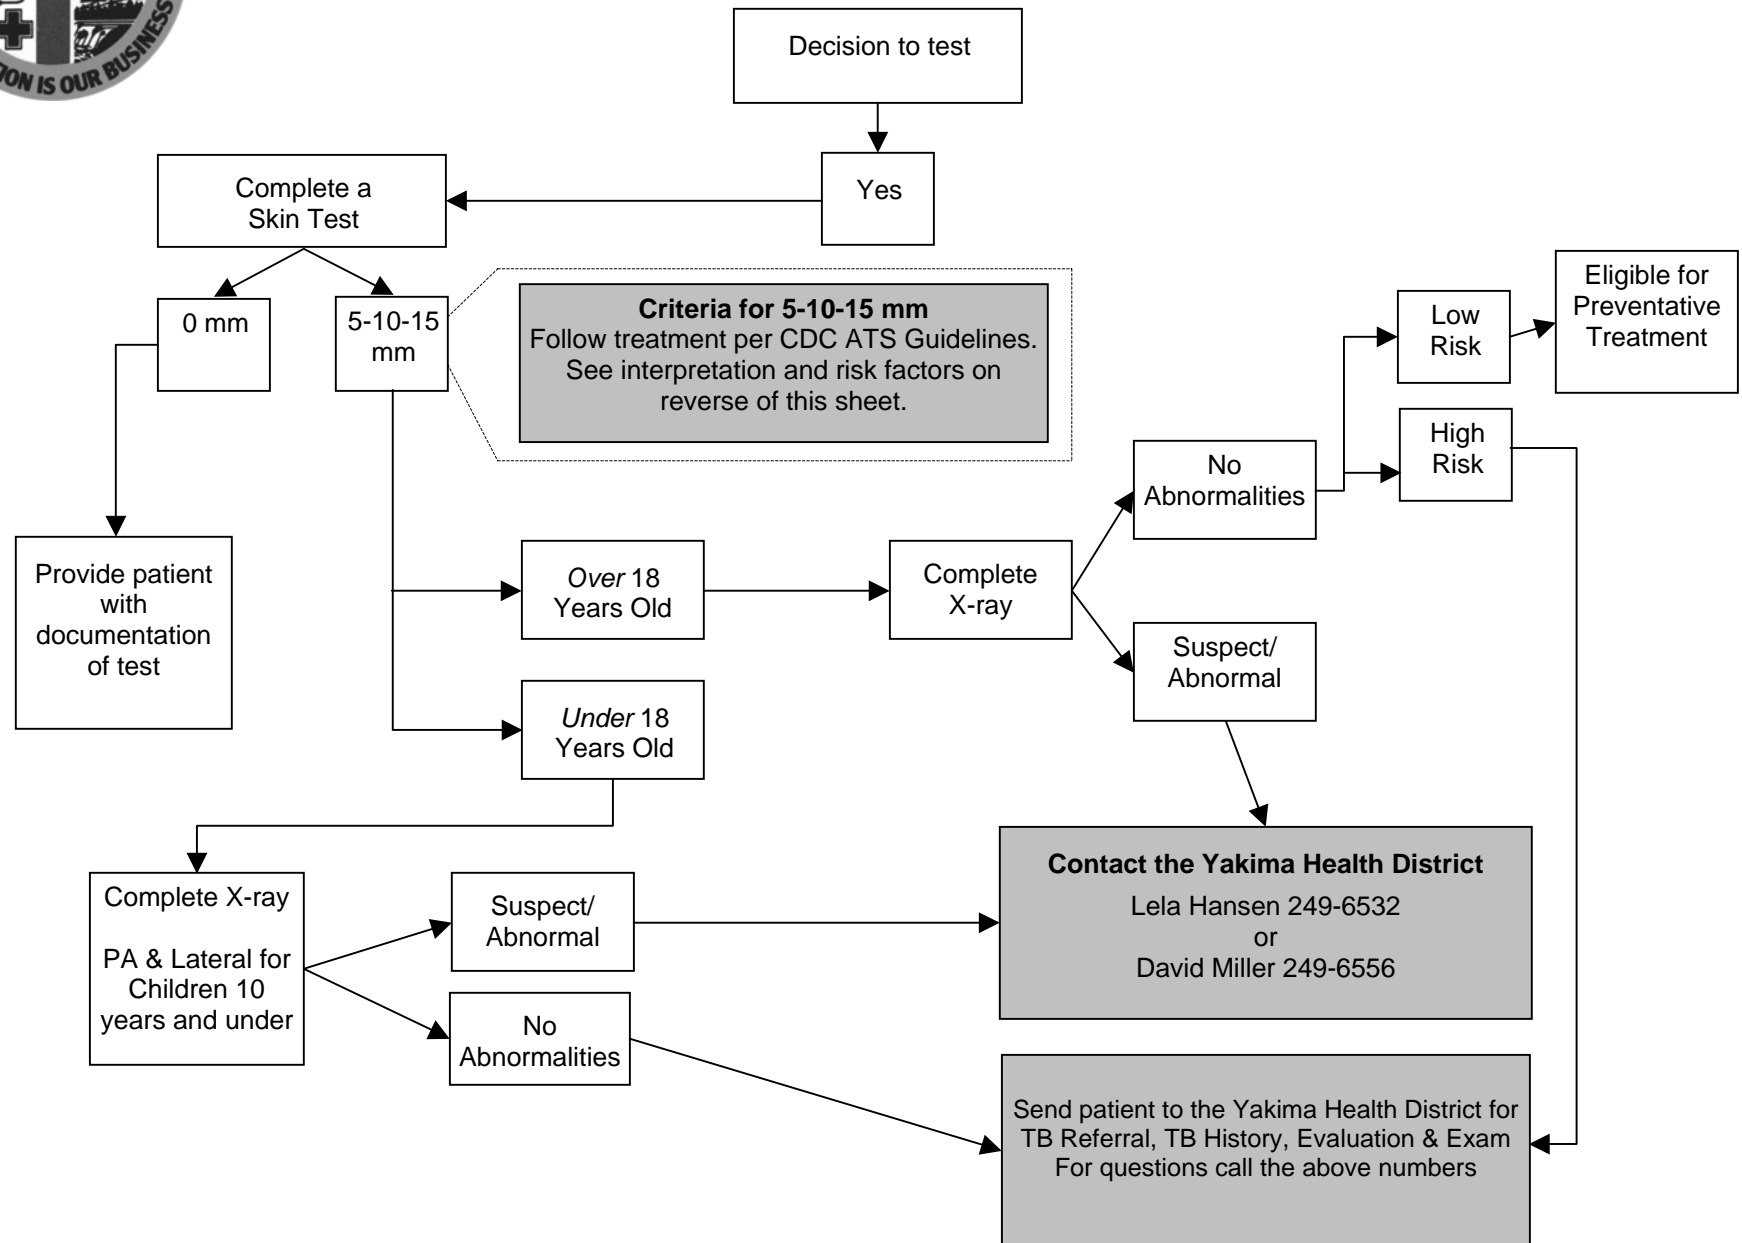 ION IS OUR BUSINESS
Decision to test
Yes
Complete a
Skin Test
0 mm
5-10-15
mm
Criteria for 5-10-15 mm
Follow treatment per CDC ATS Guidelines.
See interpretation and risk factors on
reverse of this sheet.
Low
Risk
Eligible for
Preventative
Treatment
High
Risk
No
Abnormalities
Provide patient
with
documentation
of test
Over 18
Years Old
Complete
X-ray
Suspect/
Abnormal
Under 18
Years Old
Complete X-ray
PA & Lateral for
Children 10
years and under
Suspect/
Abnormal
No
Abnormalities
Contact the Yakima Health District
Lela Hansen 249-6532
or
David Miller 249-6556
Send patient to the Yakima Health District for
TB Referral, TB History, Evaluation & Exam
For questions call the above numbers